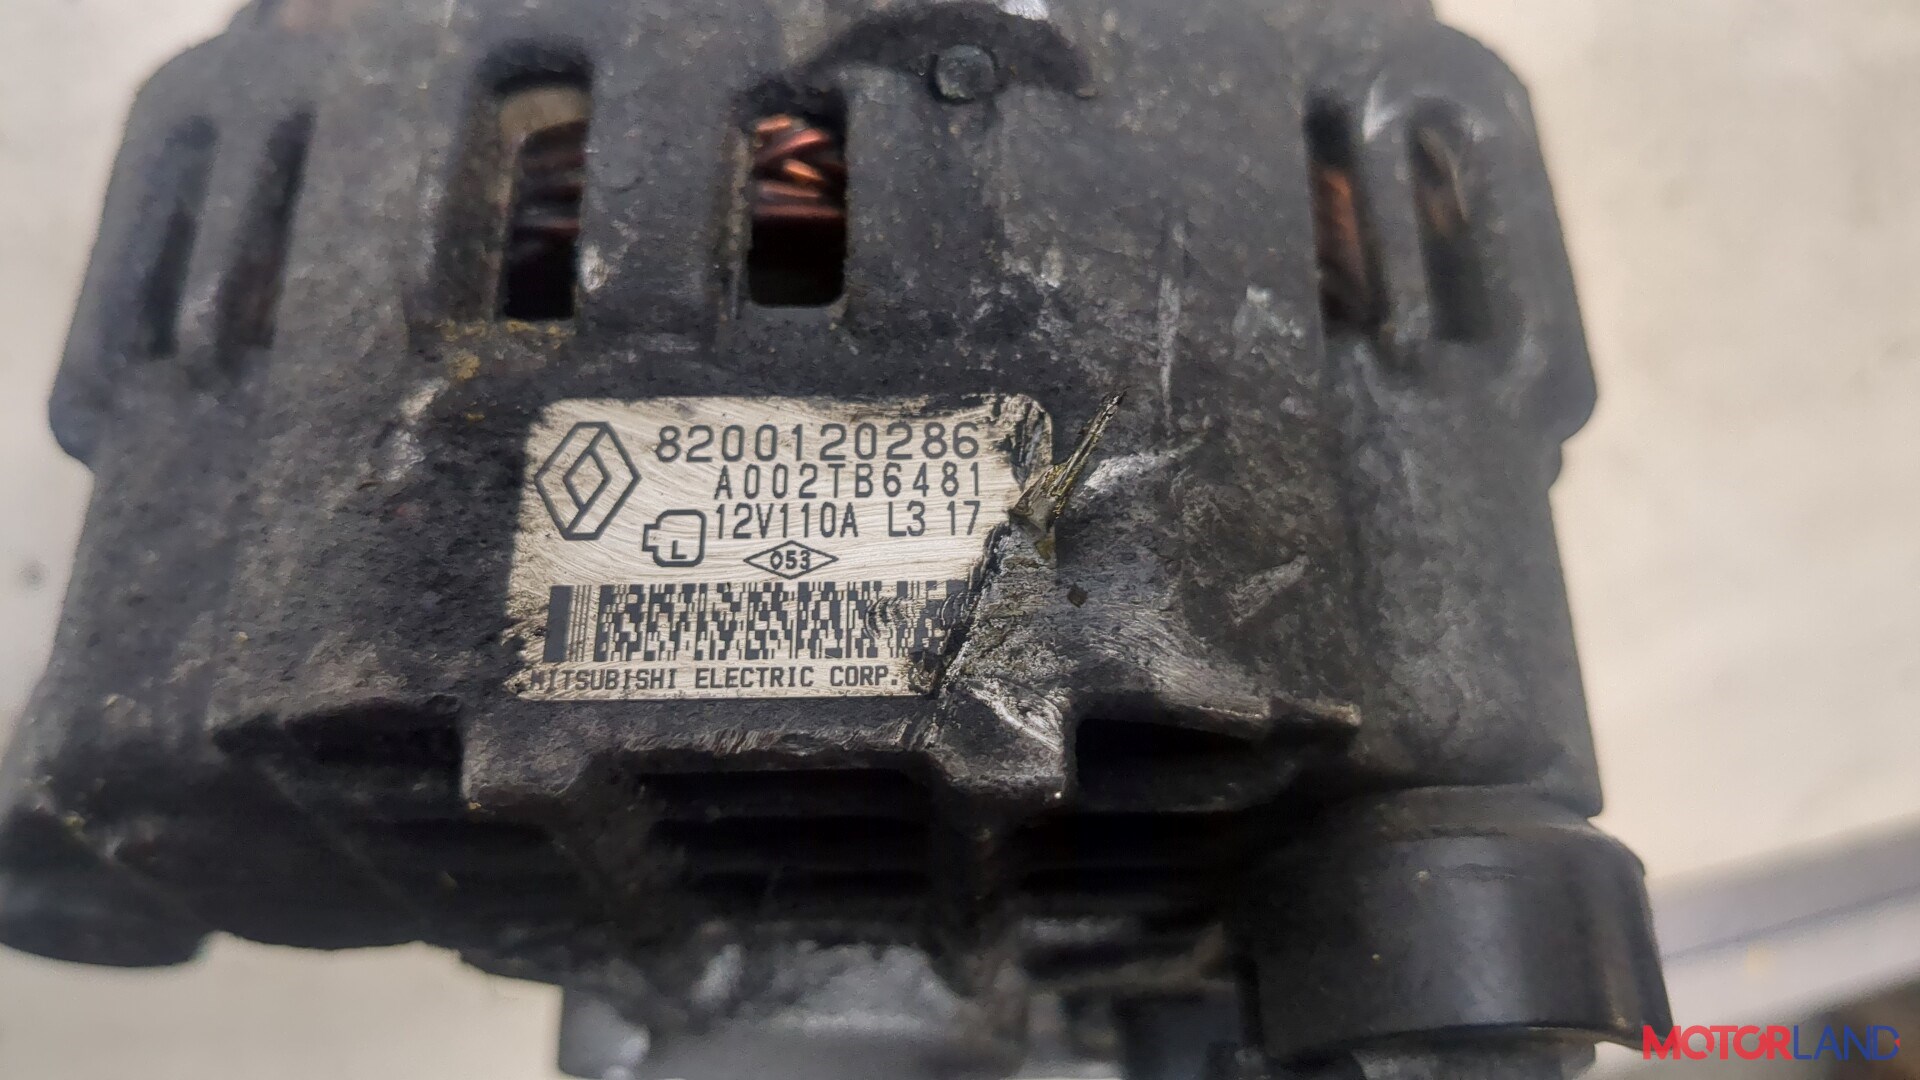 8200120286
A002TB6481
L 12V110A L3 17
053
MITSUBISHI ELECTRIC CORP.
MOTORLAND